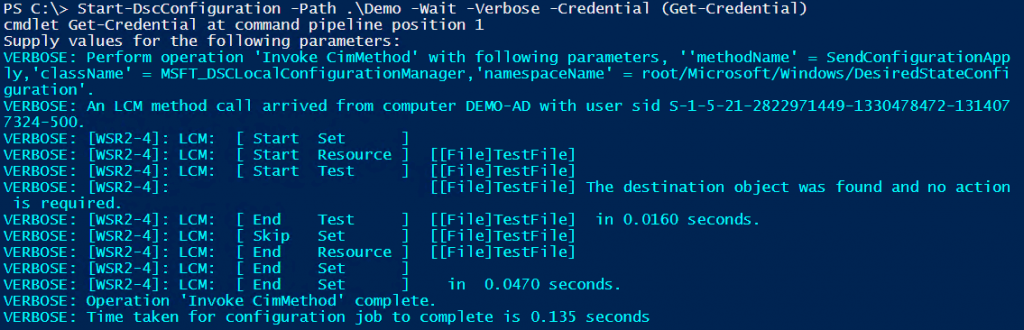 PS C:\> Start-DscConfiguration -Path .\Demo -Wait -Verbose -Credential (Get-Credential)
cmdlet Get-Credential at command pipeline position 1
Supply values for the following parameters:
VERBOSE: Perform operation 'Invoke CimMethod' with following parameters, ''methodName' = SendConfigurationApp
ly,'className' = MSFT_DSCLocalConfigurationManager,'namespaceName' = root/Microsoft/Windows/DesiredStateConfi
guration'.
VERBOSE: An LCM method call arrived from computer DEMO-AD with user sid S-1-5-21-2822971449-1330478472-131407
7324-500.
VERBOSE: [WSR2-4]: LCM:  [ Start  Set      ]
VERBOSE: [WSR2-4]: LCM:  [ Start  Resource ]  [[File]TestFile]
VERBOSE: [WSR2-4]: LCM:  [ Start  Test     ]  [[File]TestFile]
VERBOSE: [WSR2-4]:                            [[File]TestFile] The destination object was found and no action
 is required.
VERBOSE: [WSR2-4]: LCM:  [ End    Test     ]  [[File]TestFile]  in 0.0160 seconds.
VERBOSE: [WSR2-4]: LCM:  [ Skip   Set      ]  [[File]TestFile]
VERBOSE: [WSR2-4]: LCM:  [ End    Resource ]  [[File]TestFile]
VERBOSE: [WSR2-4]: LCM:  [ End    Set      ]
VERBOSE: [WSR2-4]: LCM:  [ End    Set      ]    in  0.0470 seconds.
VERBOSE: Operation 'Invoke CimMethod' complete.
VERBOSE: Time taken for configuration job to complete is 0.135 seconds